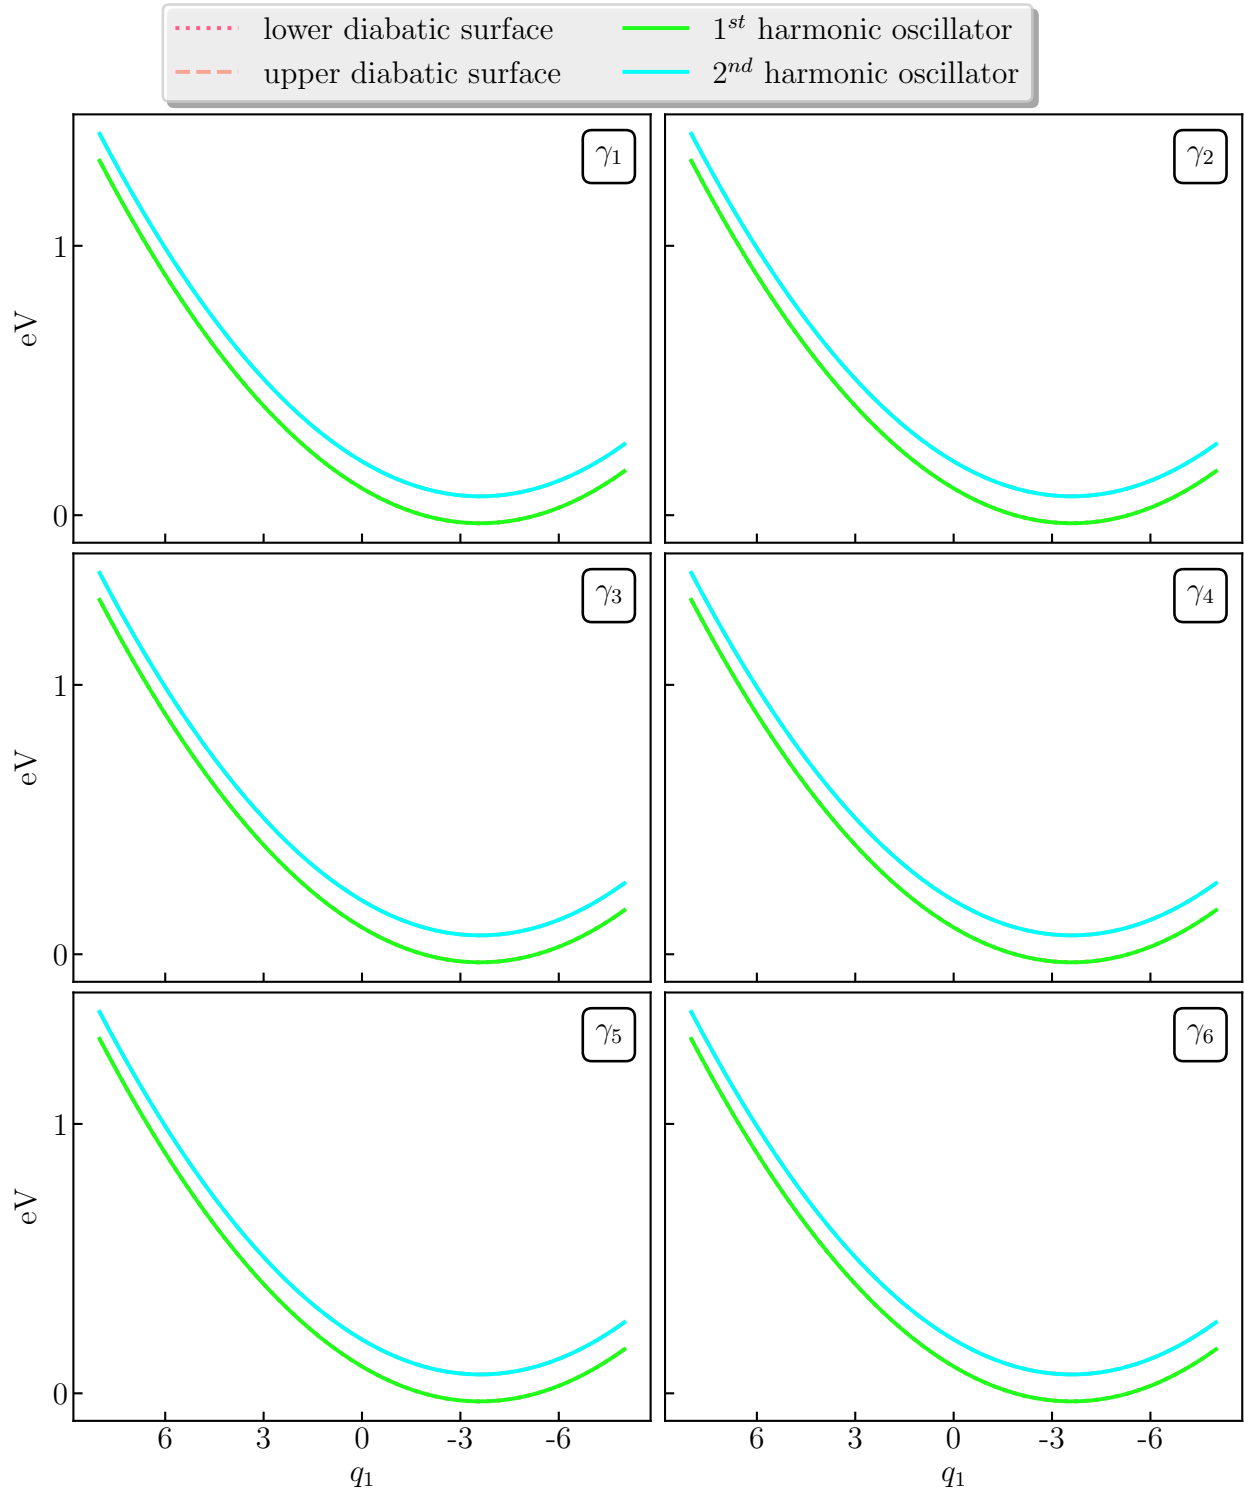 lower diabatic surface
upper diabatic surface
1st harmonic oscillator
2nd harmonic oscillator
γ1
γ2
1
eV
0
γ3
γ4
1
eV
0
γ5
γ6
1
eV
0
6 3 0 -3 -6
6 3 0 -3 -6
q1
q1